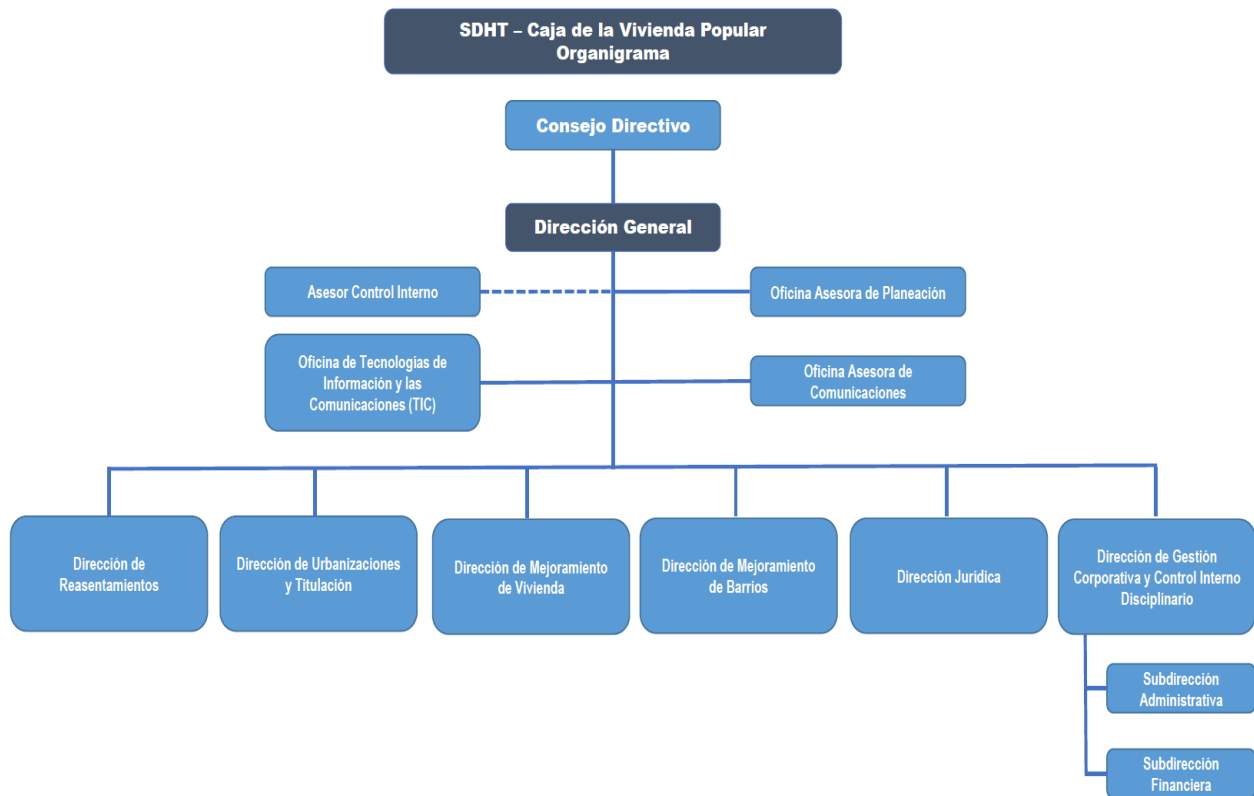 SDHT – Caja de la Vivienda Popular
Organigrama
Consejo Directivo
Dirección General
Asesor Control Interno
Oficina Asesora de Planeación
Oficina de Tecnologías de
Información y las
Comunicaciones (TIC)
Oficina Asesora de
Comunicaciones
Dirección de
Reasentamientos
Dirección de Urbanizaciones
y Titulación
Dirección de Mejoramiento
de Vivienda
Dirección de Mejoramiento
de Barrios
Dirección Jurídica
Dirección de Gestión
Corporativa y Control Interno
Disciplinario
Subdirección
Administrativa
Subdirección
Financiera